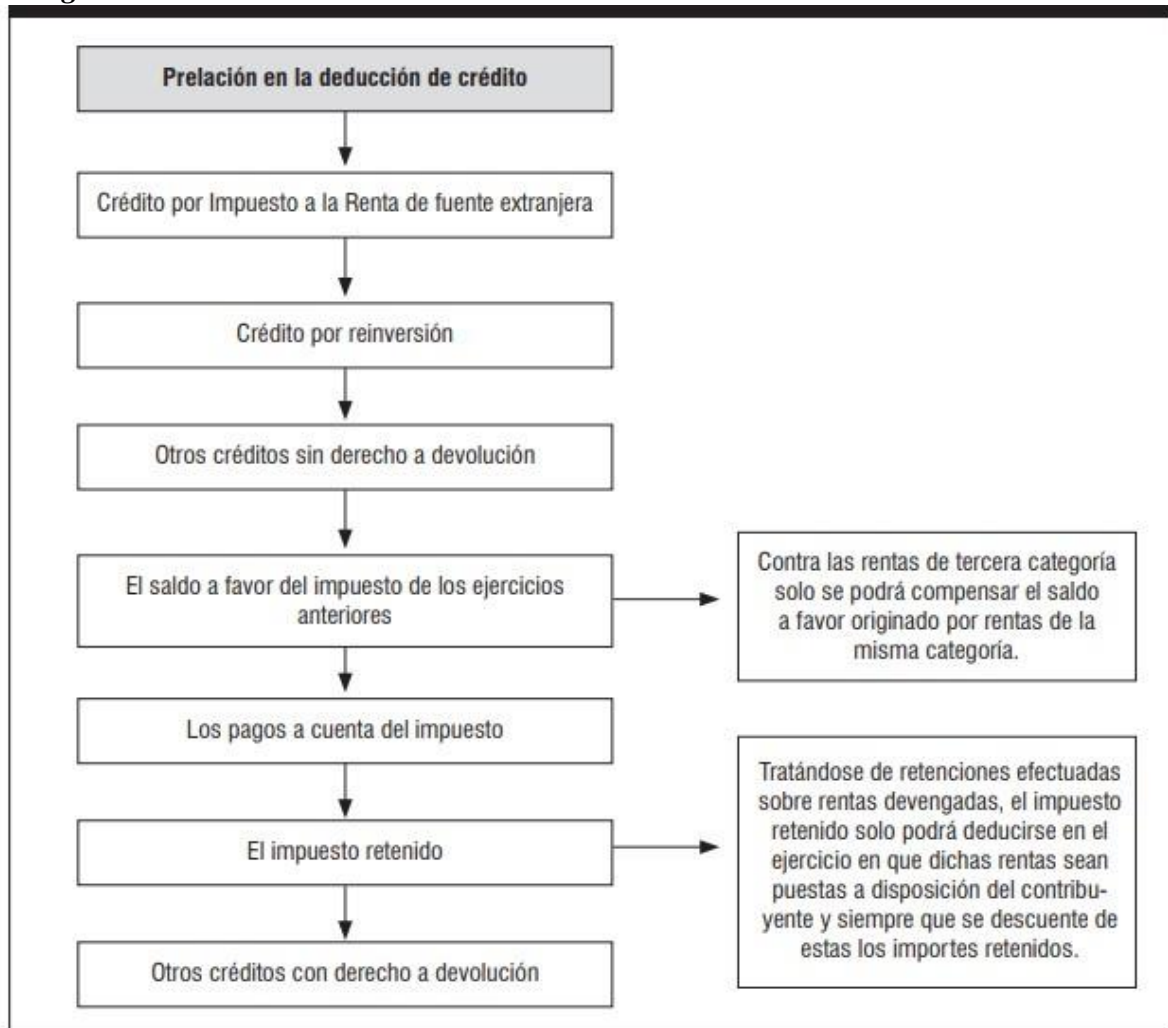 Prelación en la deducción de crédito
Crédito por Impuesto a la Renta de fuente extranjera
Crédito por reinversión
Otros créditos sin derecho a devolución
El saldo a favor del impuesto de los ejercicios
anteriores
Contra las rentas de tercera categoría
solo se podrá compensar el saldo
a favor originado por rentas de la
misma categoría.
Los pagos a cuenta del impuesto
El impuesto retenido
Tratándose de retenciones efectuadas
sobre rentas devengadas, el impuesto
retenido solo podrá deducirse en el
ejercicio en que dichas rentas sean
puestas a disposición del contribu-
yente y siempre que se descuente de
estas los importes retenidos.
Otros créditos con derecho a devolución